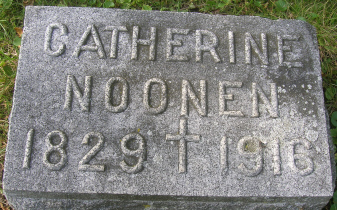 CATHERINE
NOONEN
1829 † 1916